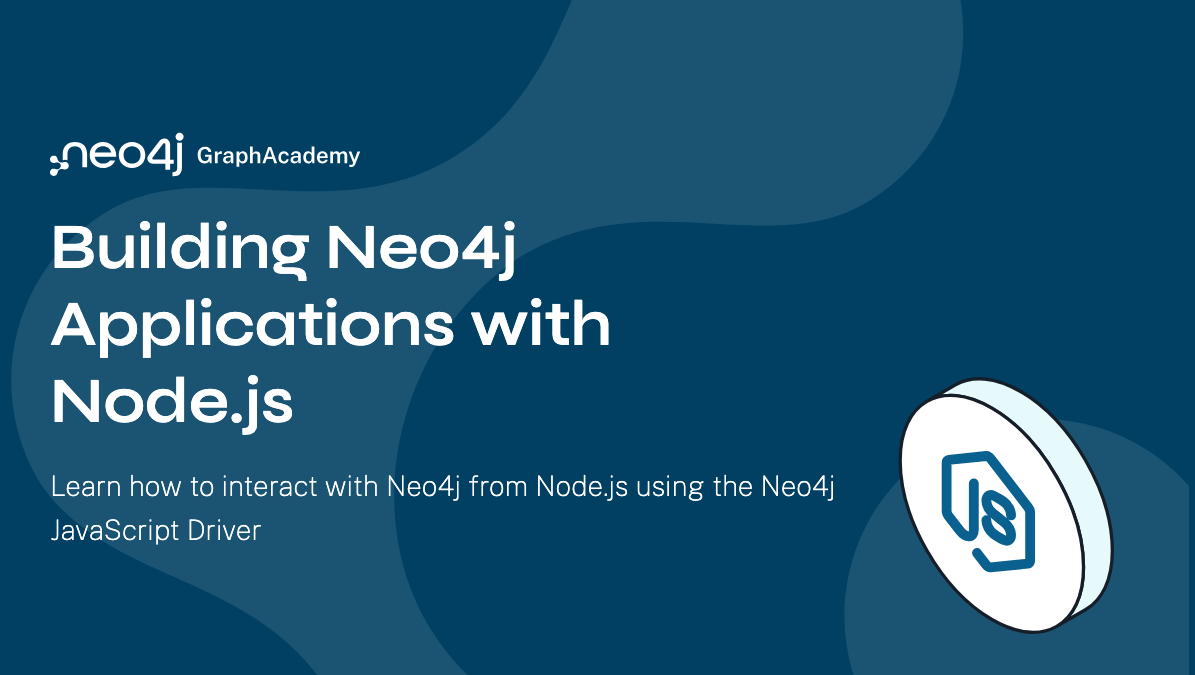 neo4j GraphAcademy
Building Neo4j
Applications with
Node.js
Learn how to interact with Neo4j from Node.js using the Neo4j
JavaScript Driver
JS